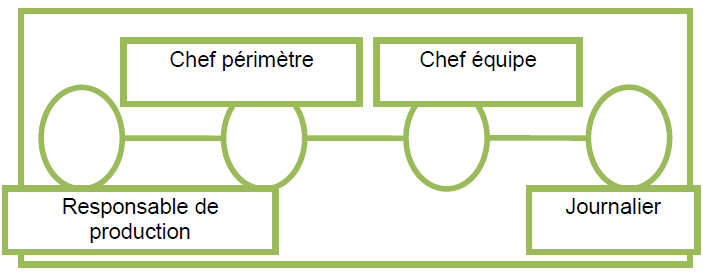 Chef périmètre
Chef équipe
Responsable de
production
Journalier